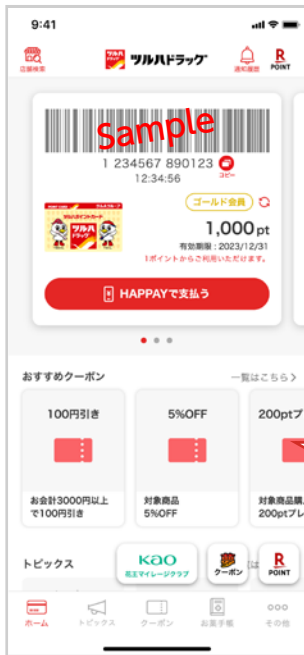 9:41
店舗検索
ツルハドラッグ
通知履歴
R
POINT
Sample
1 234567 890123
コピー
12:34:56
ゴールド会員
1,000 pt
有効期限：2023/12/31
1ポイントからご利用いただけます。
HAPPAYで支払う
おすすめクーポン
一覧はこちら
100円引き
お会計3000円以上
で100円引き
5%OFF
対象商品
5%OFF
200ptプ
対象商品購
200ptプレ
トピックス
Kao
花王マイレージクラブ
クーポン
R
POINT
ホーム
トピックス
クーポン
お薬手帳
その他